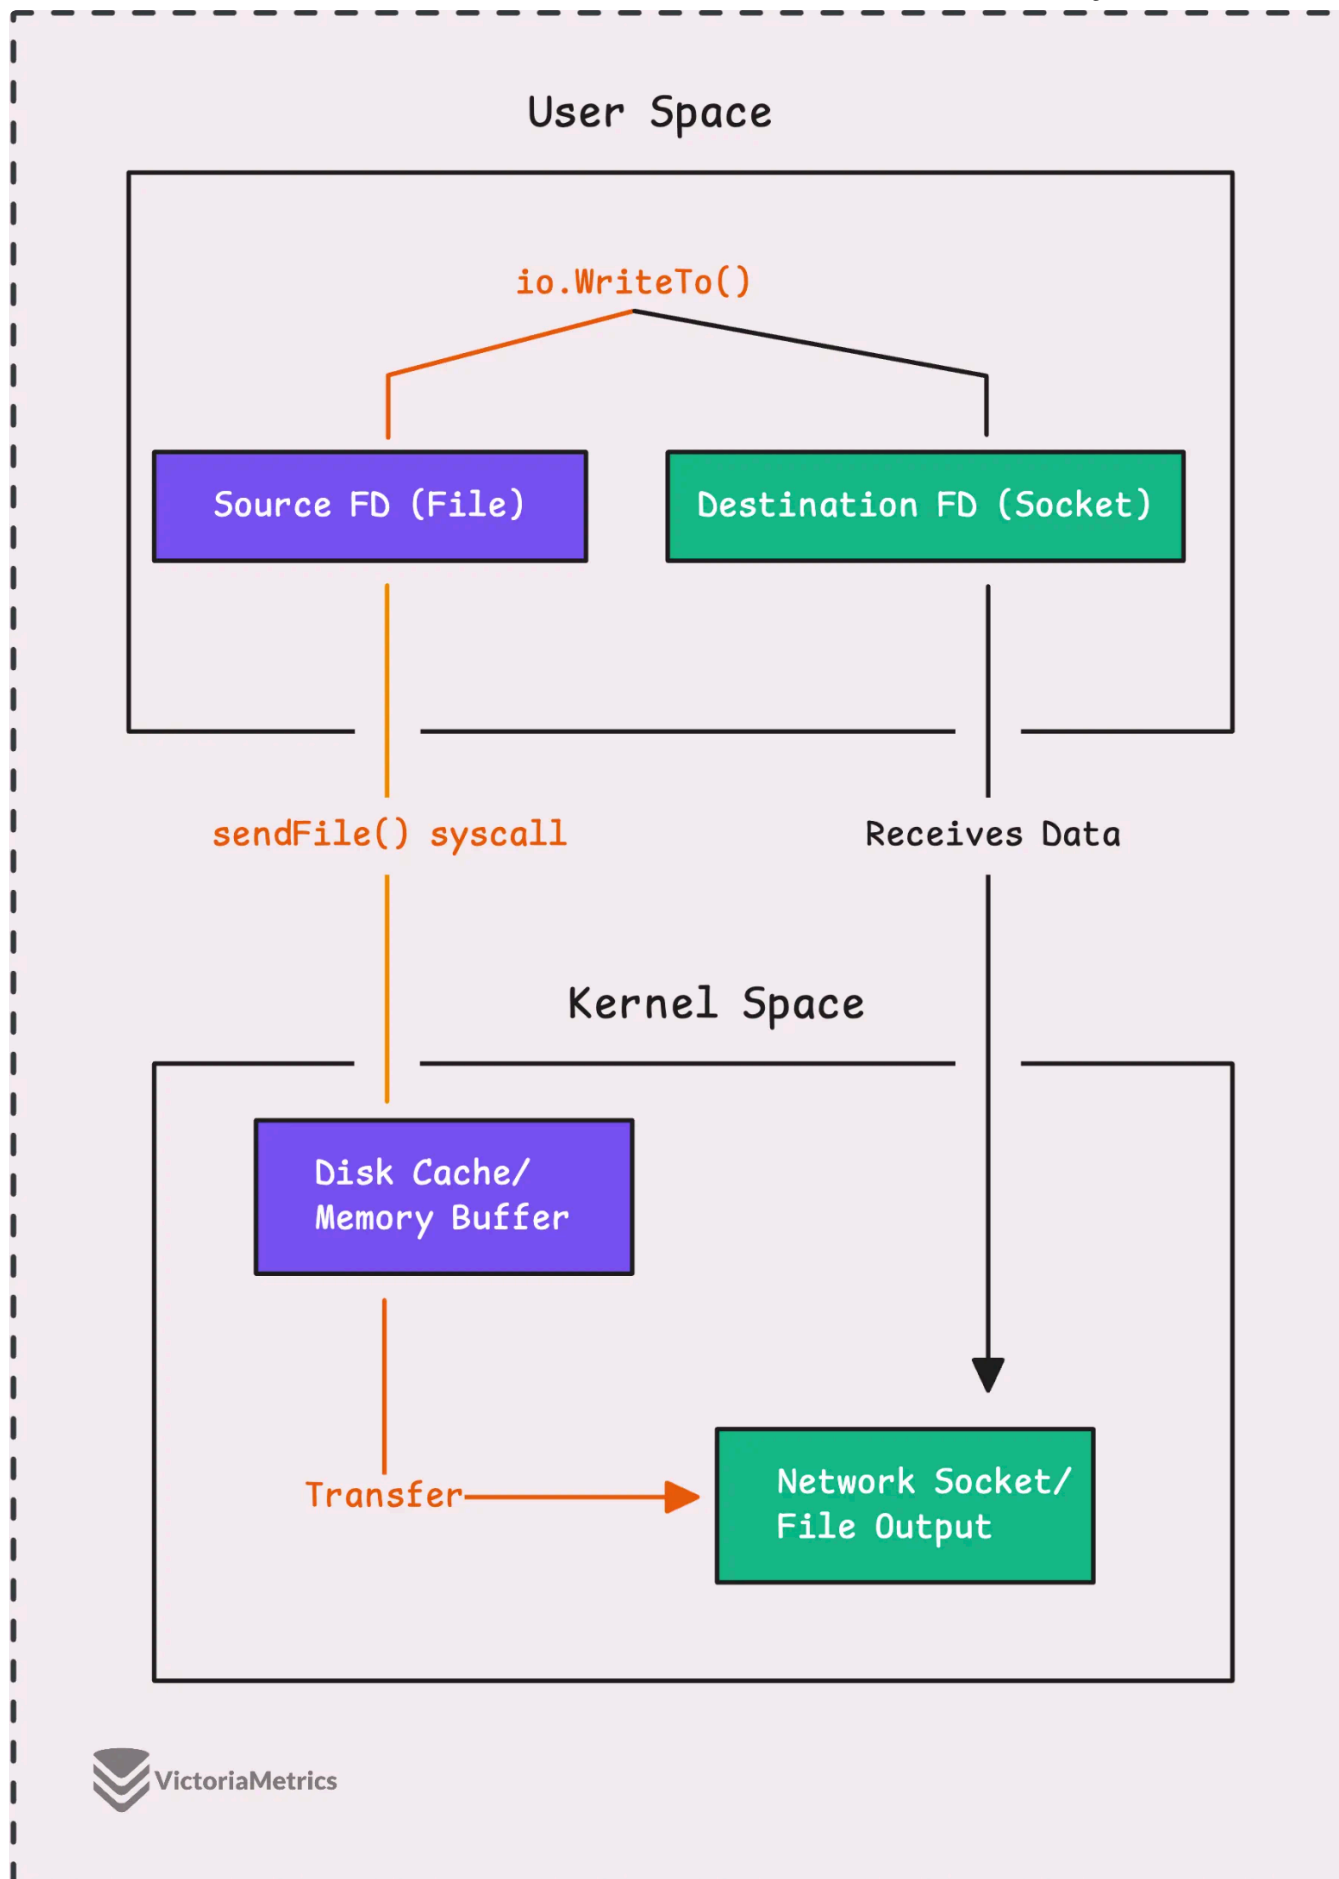 User Space
io.WriteTo()
Source FD (File)
Destination FD (Socket)
sendFile() syscall
Receives Data
Kernel Space
Disk Cache/
Memory Buffer
Transfer
Network Socket/
File Output
VictoriaMetrics